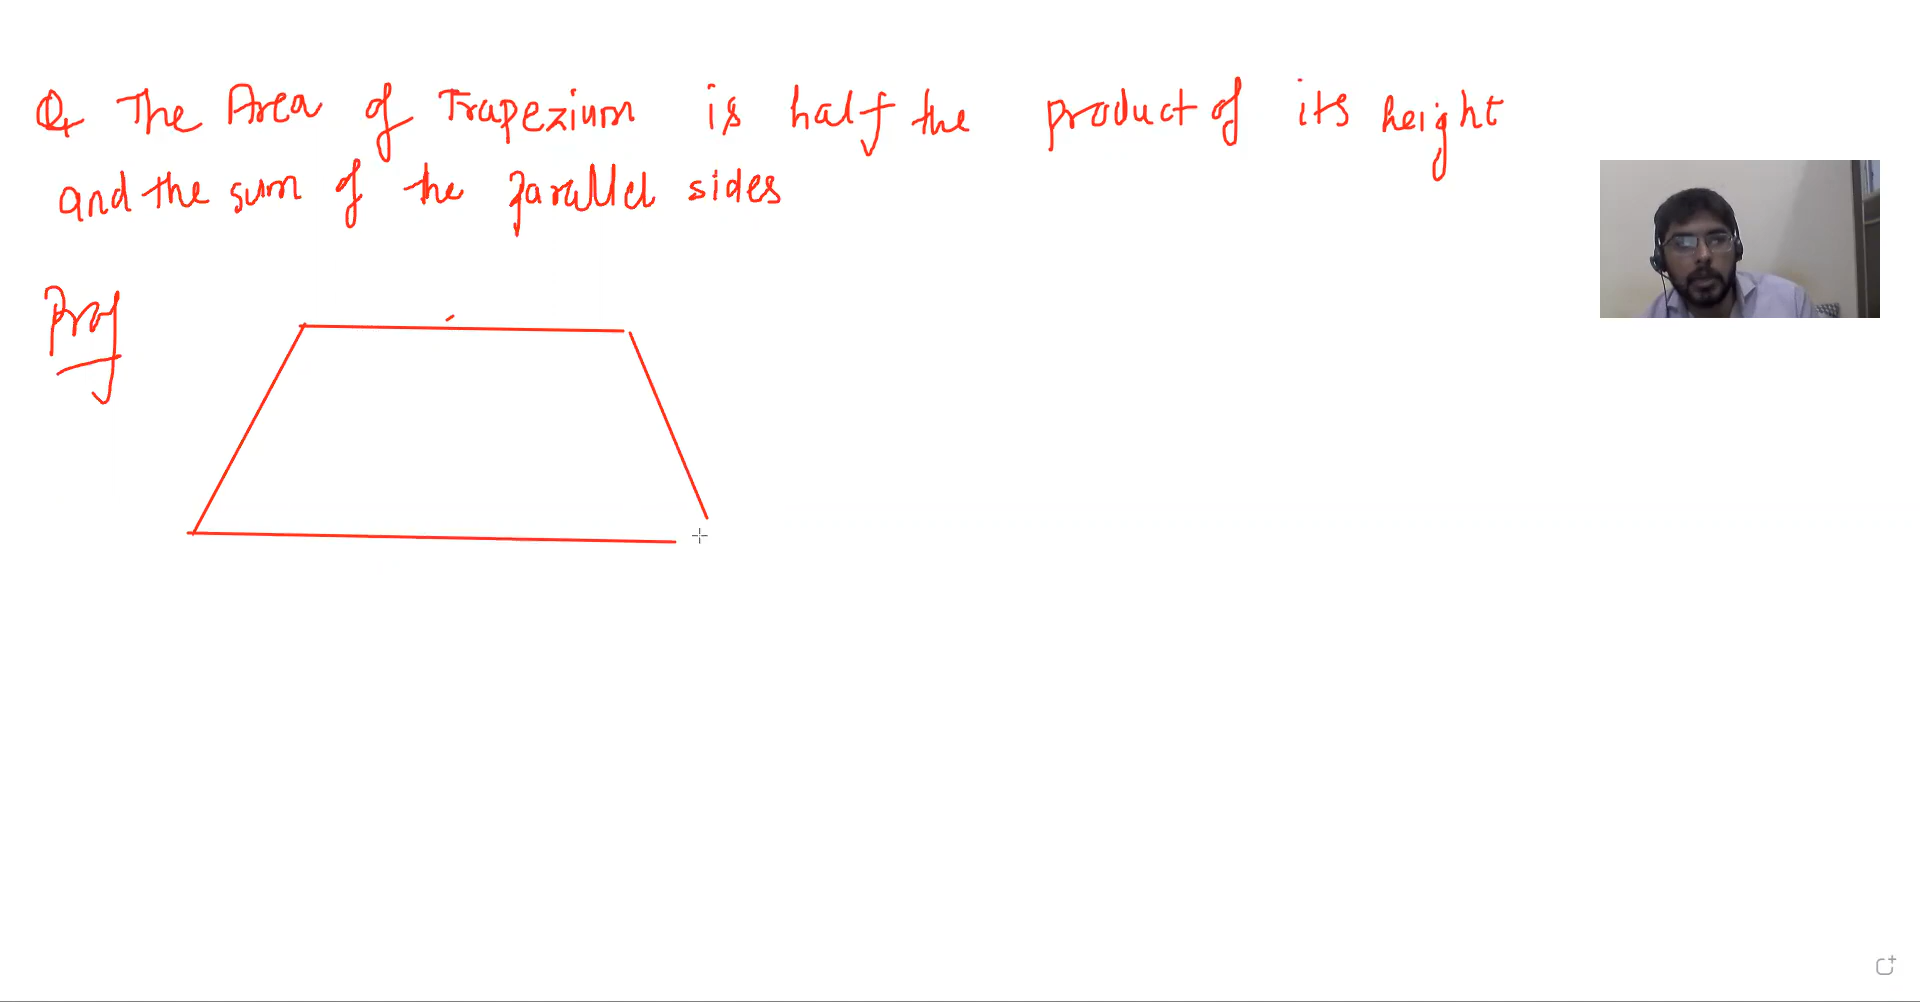 Q The Area of Trapezium is half the product of its height
and the sum of the parallel sides
Proof